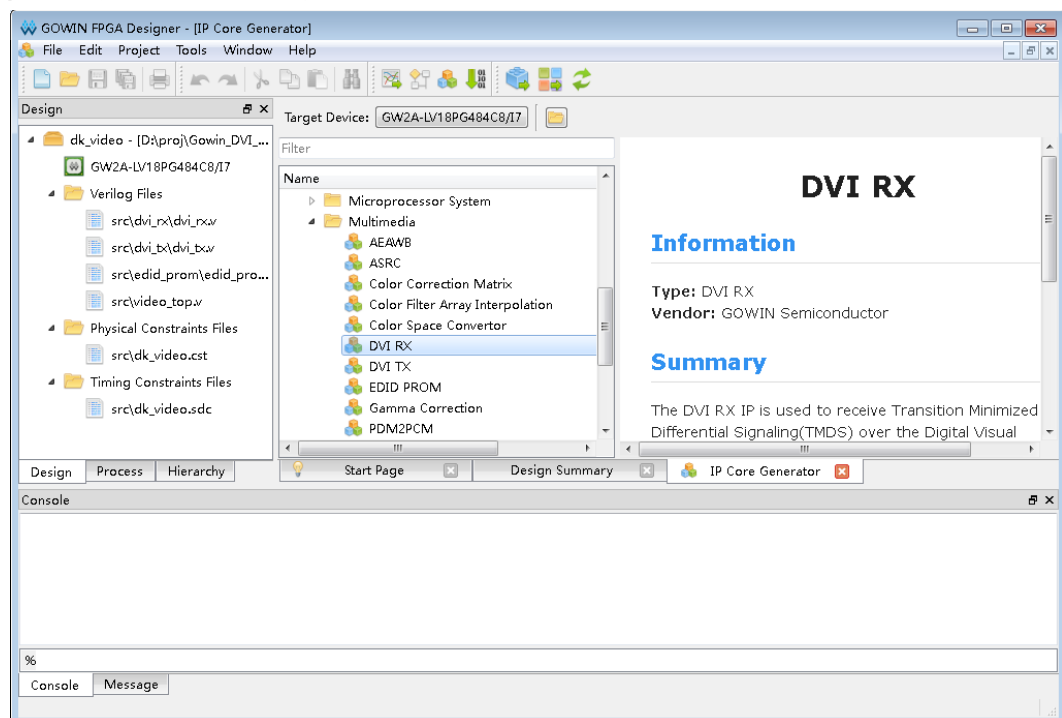 GOWIN FPGA Designer - [IP Core Generator]
File Edit Project Tools Window Help
Design
Target Device: GW2A-LV18PG484C8/I7
dk_video - [D:\proj\Gowin_DVI_...
GW2A-LV18PG484C8/I7
Verilog Files
src\dvi_rx\dvi_rx.v
src\dvi_tx\dvi_tx.v
src\edid_prom\edid_pro...
src\video_top.v
Physical Constraints Files
src\dk_video.cst
Timing Constraints Files
src\dk_video.sdc
Design Process Hierarchy
Filter
Name
Microprocessor System
Multimedia
AEAWB
ASRC
Color Correction Matrix
Color Filter Array Interpolation
Color Space Convertor
DVI RX
DVI TX
EDID PROM
Gamma Correction
PDM2PCM
DVI RX
Information
Type: DVI RX
Vendor: GOWIN Semiconductor
Summary
The DVI RX IP is used to receive Transition Minimized
Differential Signaling(TMDS) over the Digital Visual
Start Page Design Summary IP Core Generator
Console
%
Console Message